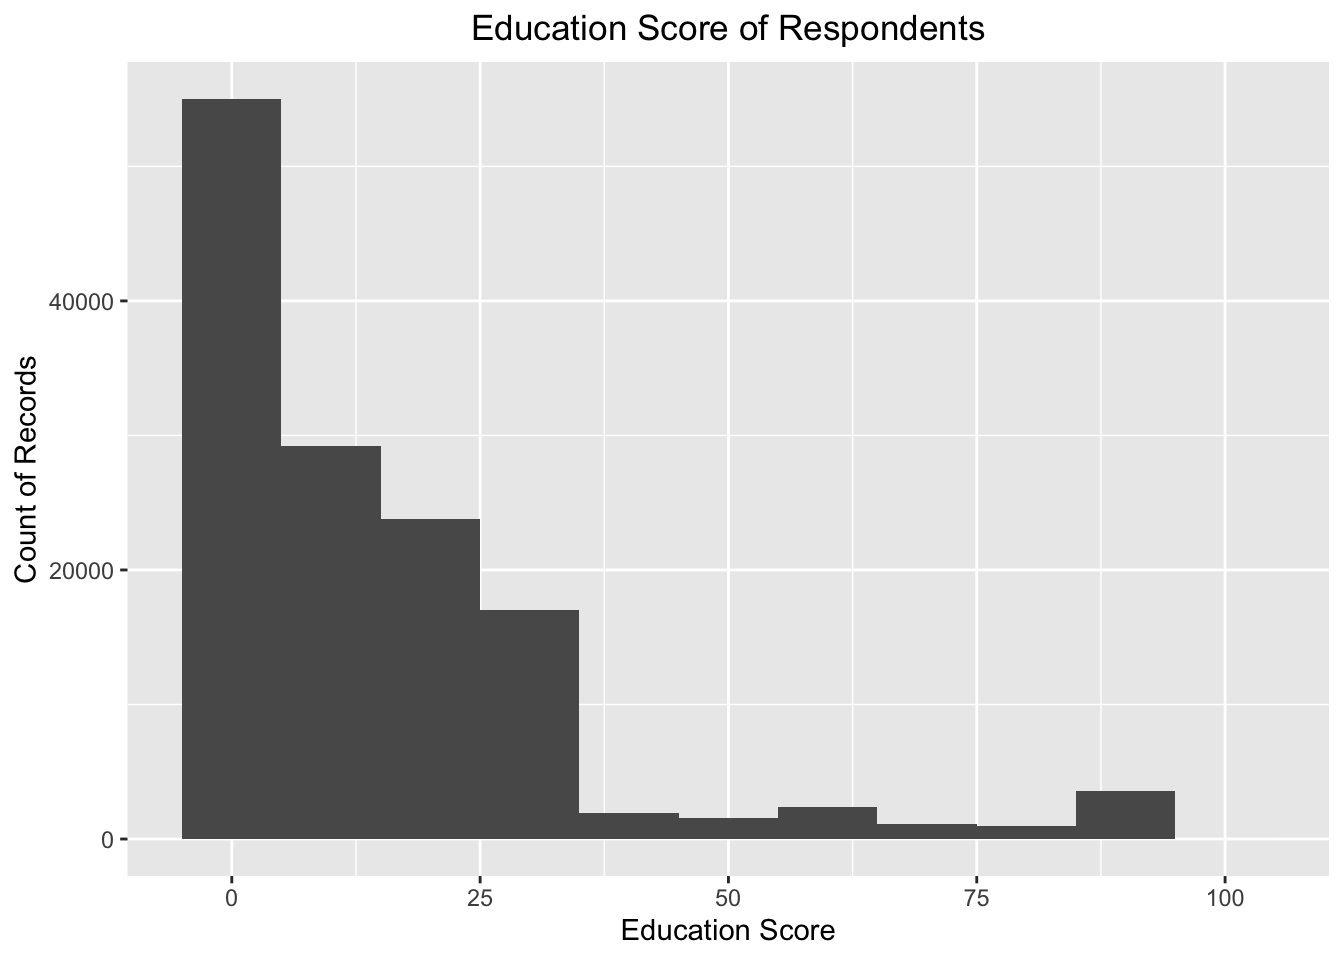 Education Score of Respondents
Count of Records
40000
20000
0
0 25 50 75 100
Education Score